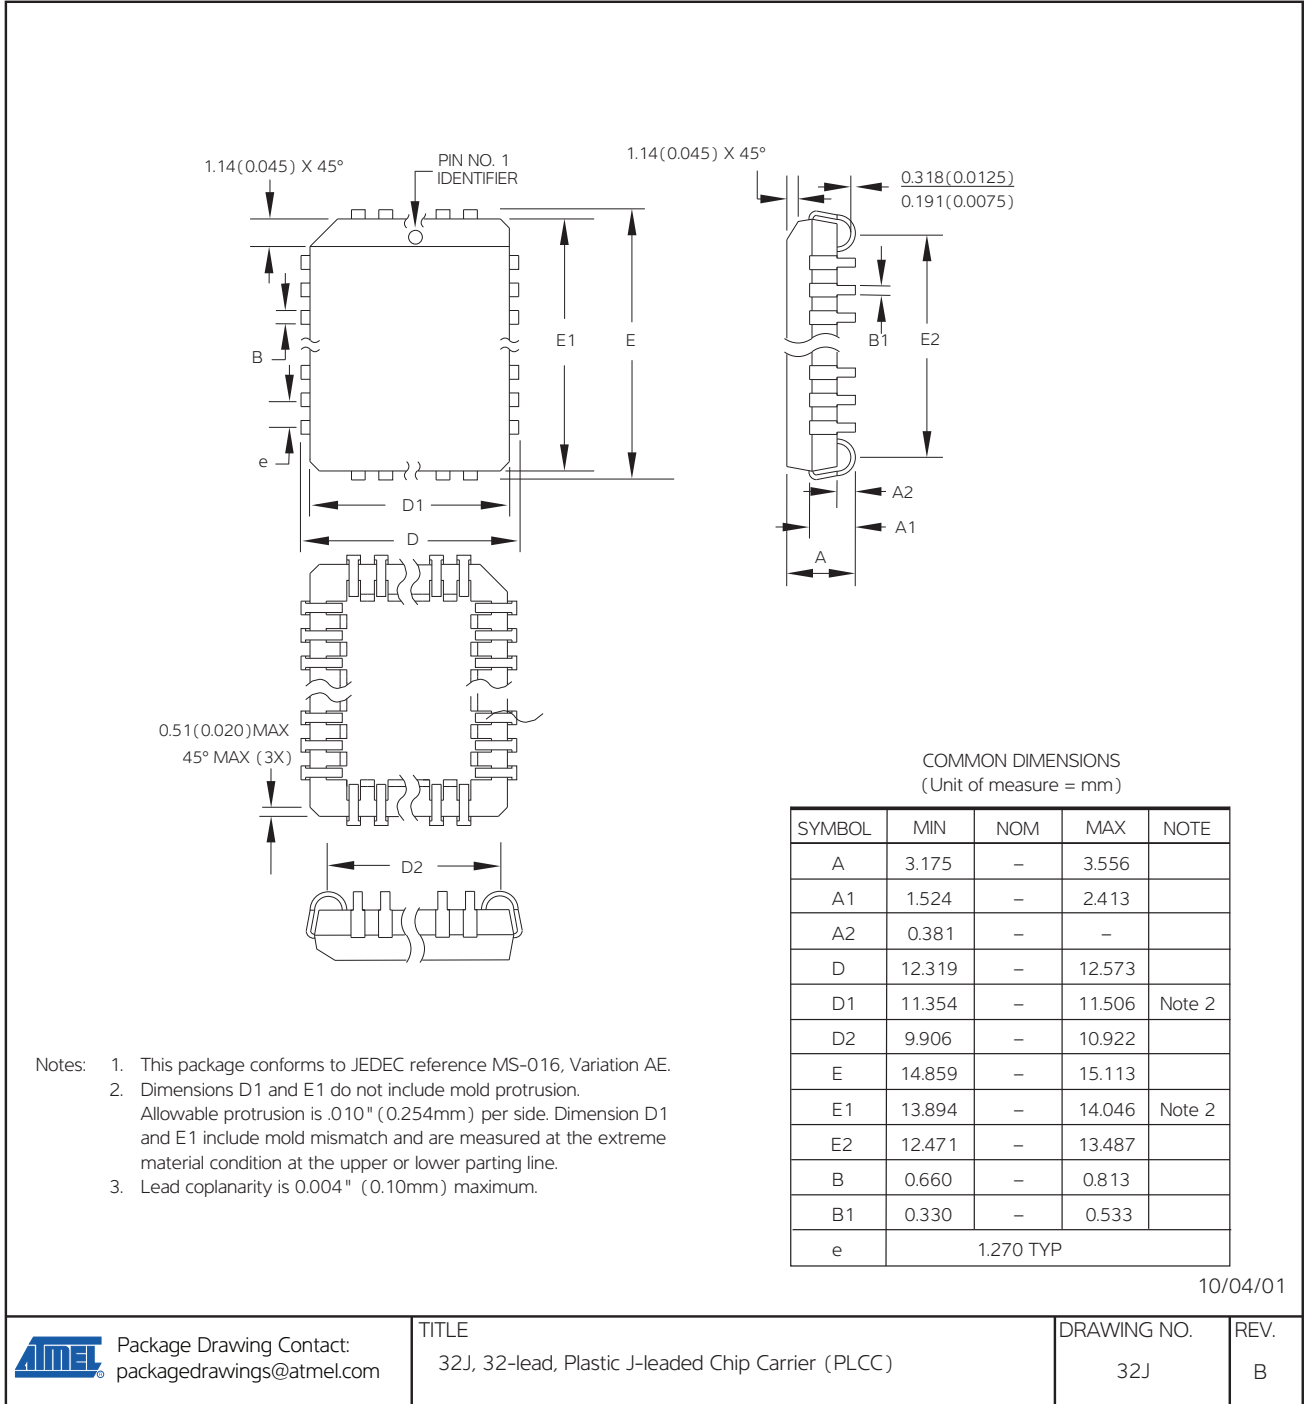 1.14(0.045) X 45°
PIN NO. 1
IDENTIFIER
1.14(0.045) X 45°
0.318(0.0125)
0.191(0.0075)
E1
E
B
e
B1
E2
D1
D
A2
A1
A
0.51(0.020)MAX
45° MAX (3X)
D2
COMMON DIMENSIONS
(Unit of measure = mm)
SYMBOL MIN NOM MAX NOTE
A 3.175 – 3.556
A1 1.524 – 2.413
A2 0.381 – –
D 12.319 – 12.573
D1 11.354 – 11.506 Note 2
D2 9.906 – 10.922
E 14.859 – 15.113
E1 13.894 – 14.046 Note 2
E2 12.471 – 13.487
B 0.660 – 0.813
B1 0.330 – 0.533
e 1.270 TYP
Notes: 1. This package conforms to JEDEC reference MS-016, Variation AE.
2. Dimensions D1 and E1 do not include mold protrusion.
Allowable protrusion is .010"(0.254mm) per side. Dimension D1
and E1 include mold mismatch and are measured at the extreme
material condition at the upper or lower parting line.
3. Lead coplanarity is 0.004" (0.10mm) maximum.
10/04/01
ATMEL ®
Package Drawing Contact:
packagedrawings@atmel.com
TITLE
32J, 32-lead, Plastic J-leaded Chip Carrier (PLCC)
DRAWING NO.
32J
REV.
B